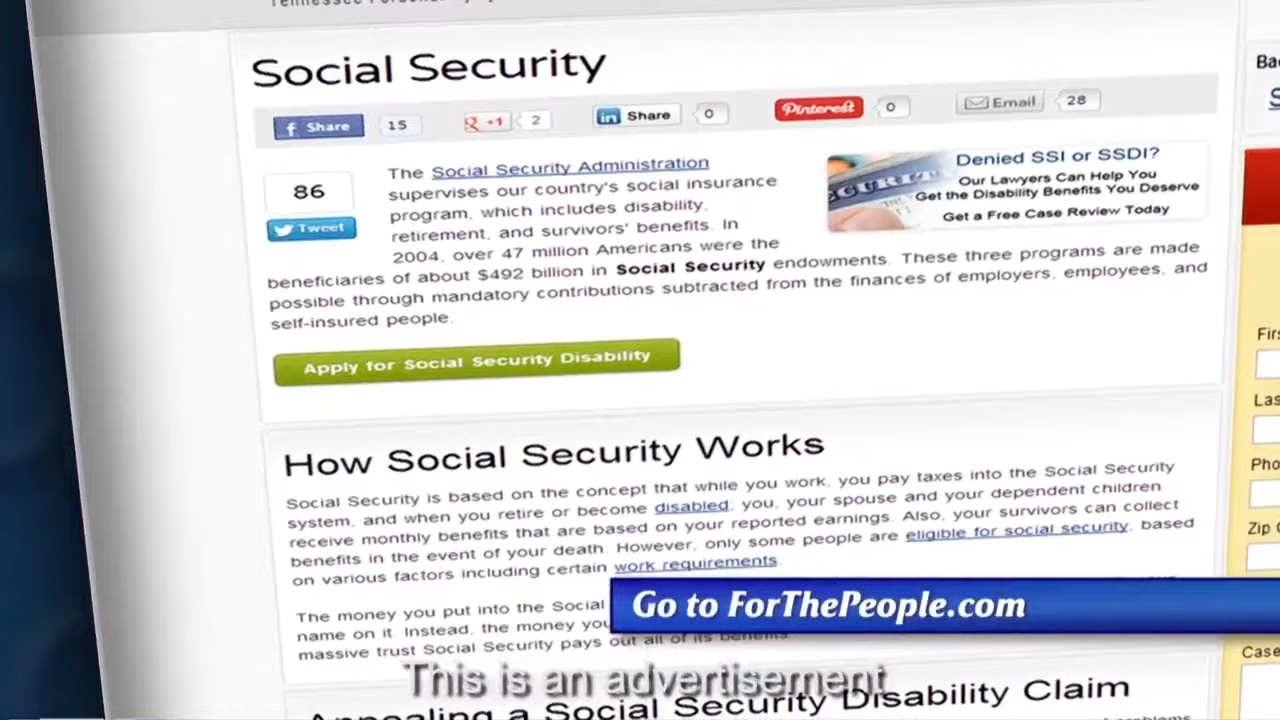 Social Security
Share 15 +1 2 Share 0 Pinterest 0 Email 28
86
Tweet
The Social Security Administration
supervises our country's social insurance
program, which includes disability,
retirement, and survivors' benefits. In
2004, over 47 million Americans were the
beneficiaries of about $492 billion in Social Security endowments. These three programs are made
possible through mandatory contributions subtracted from the finances of employers, employees, and
self-insured people.
Denied SSI or SSDI?
Our Lawyers Can Help You
Get the Disability Benefits You Deserve
Get a Free Case Review Today
Apply for Social Security Disability
How Social Security Works
Social Security is based on the concept that while you work, you pay taxes into the Social Security
system, and when you retire or become disabled; you, your spouse and your dependent children
receive monthly benefits that are based on your reported earnings. Also, your survivors can collect
benefits in the event of your death. However, only some people are eligible for social security, based
on various factors including certain work requirements.
The money you put into the Social
name on it. Instead, the money you
massive trust Social Security pays out all of its benefits
Go to ForThePeople.com
This is an advertisement
Appealing a Social Security Disability Claim
Zip
Case